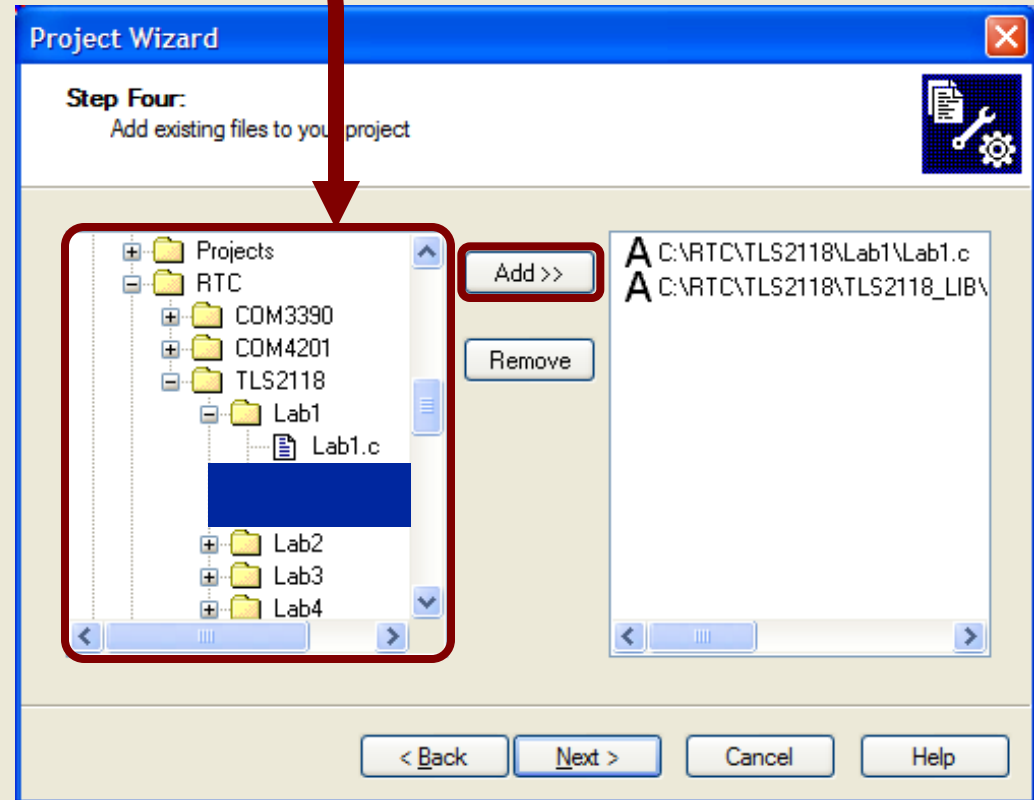 Project Wizard
Step Four:
Add existing files to you project
Projects
RTC
COM3390
COM4201
TLS2118
Lab1
Lab1.c
Lab2
Lab3
Lab4
Add >>
Remove
A C:\RTC\TLS2118\Lab1\Lab1.c
A C:\RTC\TLS2118\TLS2118_LIB\
< Back
Next >
Cancel
Help